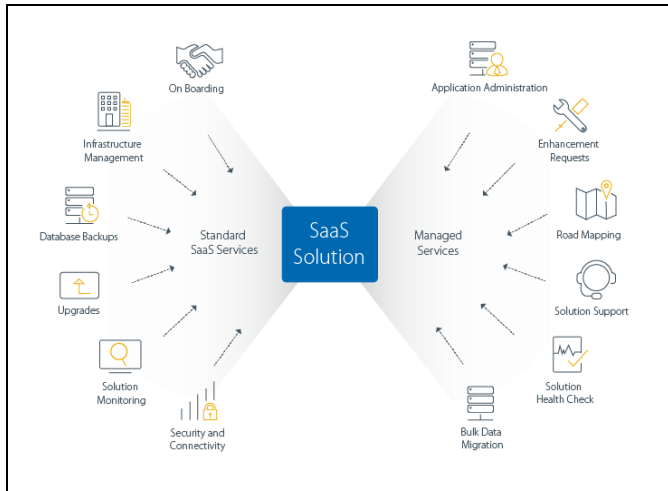 On Boarding
Infrastructure
Management
Database Backups
Upgrades
Solution
Monitoring
Security and
Connectivity
Standard
SaaS Services
SaaS
Solution
Managed
Services
Application Administration
Enhancement
Requests
Road Mapping
Solution Support
Solution
Health Check
Bulk Data
Migration